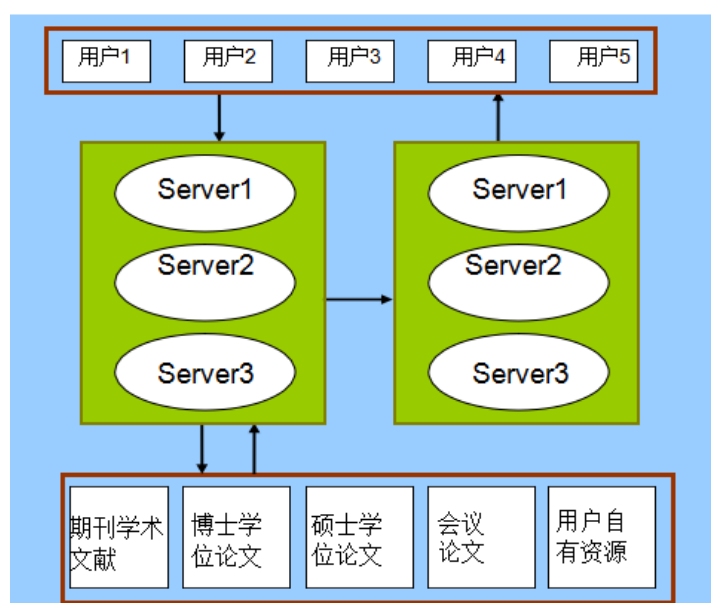 用户1
用户2
用户3
用户4
用户5
Server1
Server2
Server3
Server1
Server2
Server3
期刊学术
文献
博士学
位论文
硕士学
位论文
会议
论文
用户自
有资源